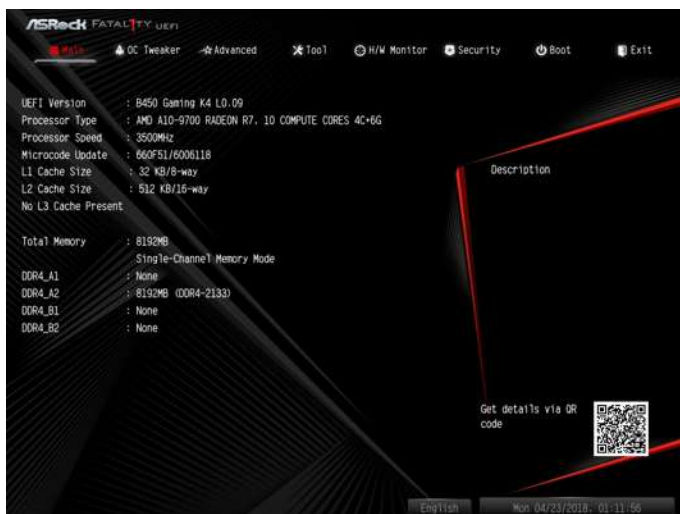 ASRock FATAL1TY UEFI
Main OC Tweaker Advanced Tool H/W Monitor Security Boot Exit
UEFI Version : B450 Gaming K4 L0.09
Processor Type : AMD A10-9700 RADEON R7, 10 COMPUTE CORES 4C+6G
Processor Speed : 3500MHz
Microcode Update : 660F51/6006118
L1 Cache Size : 32 KB/8-way
L2 Cache Size : 512 KB/16-way
No L3 Cache Present
Total Memory : 8192MB
Single-Channel Memory Mode
DDR4_A1 : None
DDR4_A2 : 8192MB (DDR4-2133)
DDR4_B1 : None
DDR4_B2 : None
Description
Get details via QR
code
English Mon 04/23/2018. 01:11:56